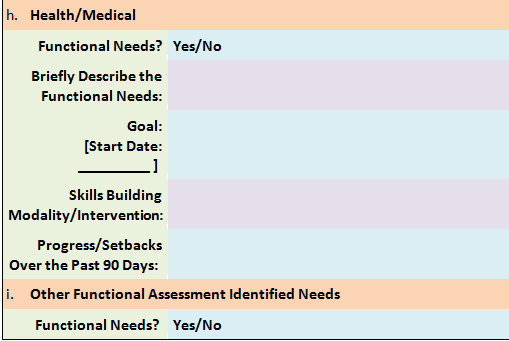 h. Health/Medical
Functional Needs? Yes/No
Briefly Describe the
Functional Needs:
Goal:
[Start Date:
__________ ]
Skills Building
Modality/Intervention:
Progress/Setbacks
Over the Past 90 Days:
i. Other Functional Assessment Identified Needs
Functional Needs? Yes/No